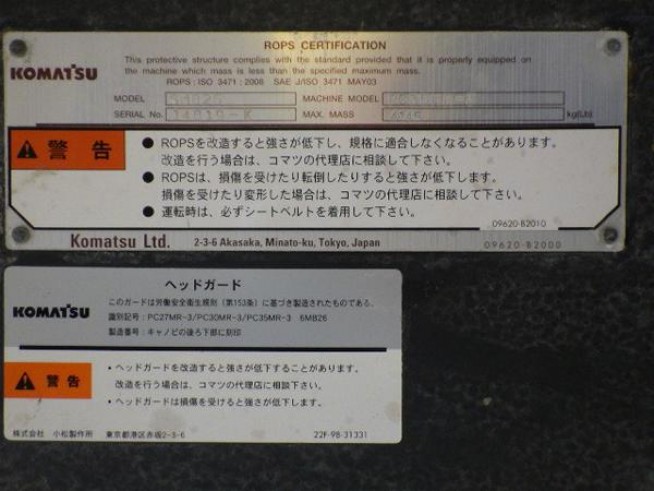 ROPS CERTIFICATION
KOMATSU
This protective structure complies with the standard provided that it is properly equipped on
the machine which mass is less than the specified maximum mass.
ROPS : ISO 3471 : 2008 SAE J/ISO 3471 MAY03
MODEL MACHINE MODEL
SERIAL No. MAX. MASS kg(Lb)
警告
● ROPSを改造すると強さが低下し、規格に適合しなくなることがあります。
改造を行う場合は、コマツの代理店に相談して下さい。
● ROPSは、損傷を受けたり転倒したりすると強さが低下します。
損傷を受けたり変形した場合は、コマツの代理店に相談して下さい。
● 運転時は、必ずシートベルトを着用して下さい。
09620-B2010
Komatsu Ltd. 2-3-6 Akasaka, Minato-ku, Tokyo, Japan
09620-B2000
ヘッドガード
KOMATSU
このガードは労働安全衛生規則（第153条）に基づき製造されたものである。
識別記号：PC27MR-3/PC30MR-3/PC35MR-3 6MB26
製造番号：キャノピの後ろ下部に刻印
警告
・ヘッドガードを改造すると強さが低下することがあります。
改造を行う場合は、コマツの代理店に相談して下さい。
・ヘッドガードは損傷を受けると強さが低下します。
株式会社 小松製作所 東京都港区赤坂2-3-6 22F-98-31331